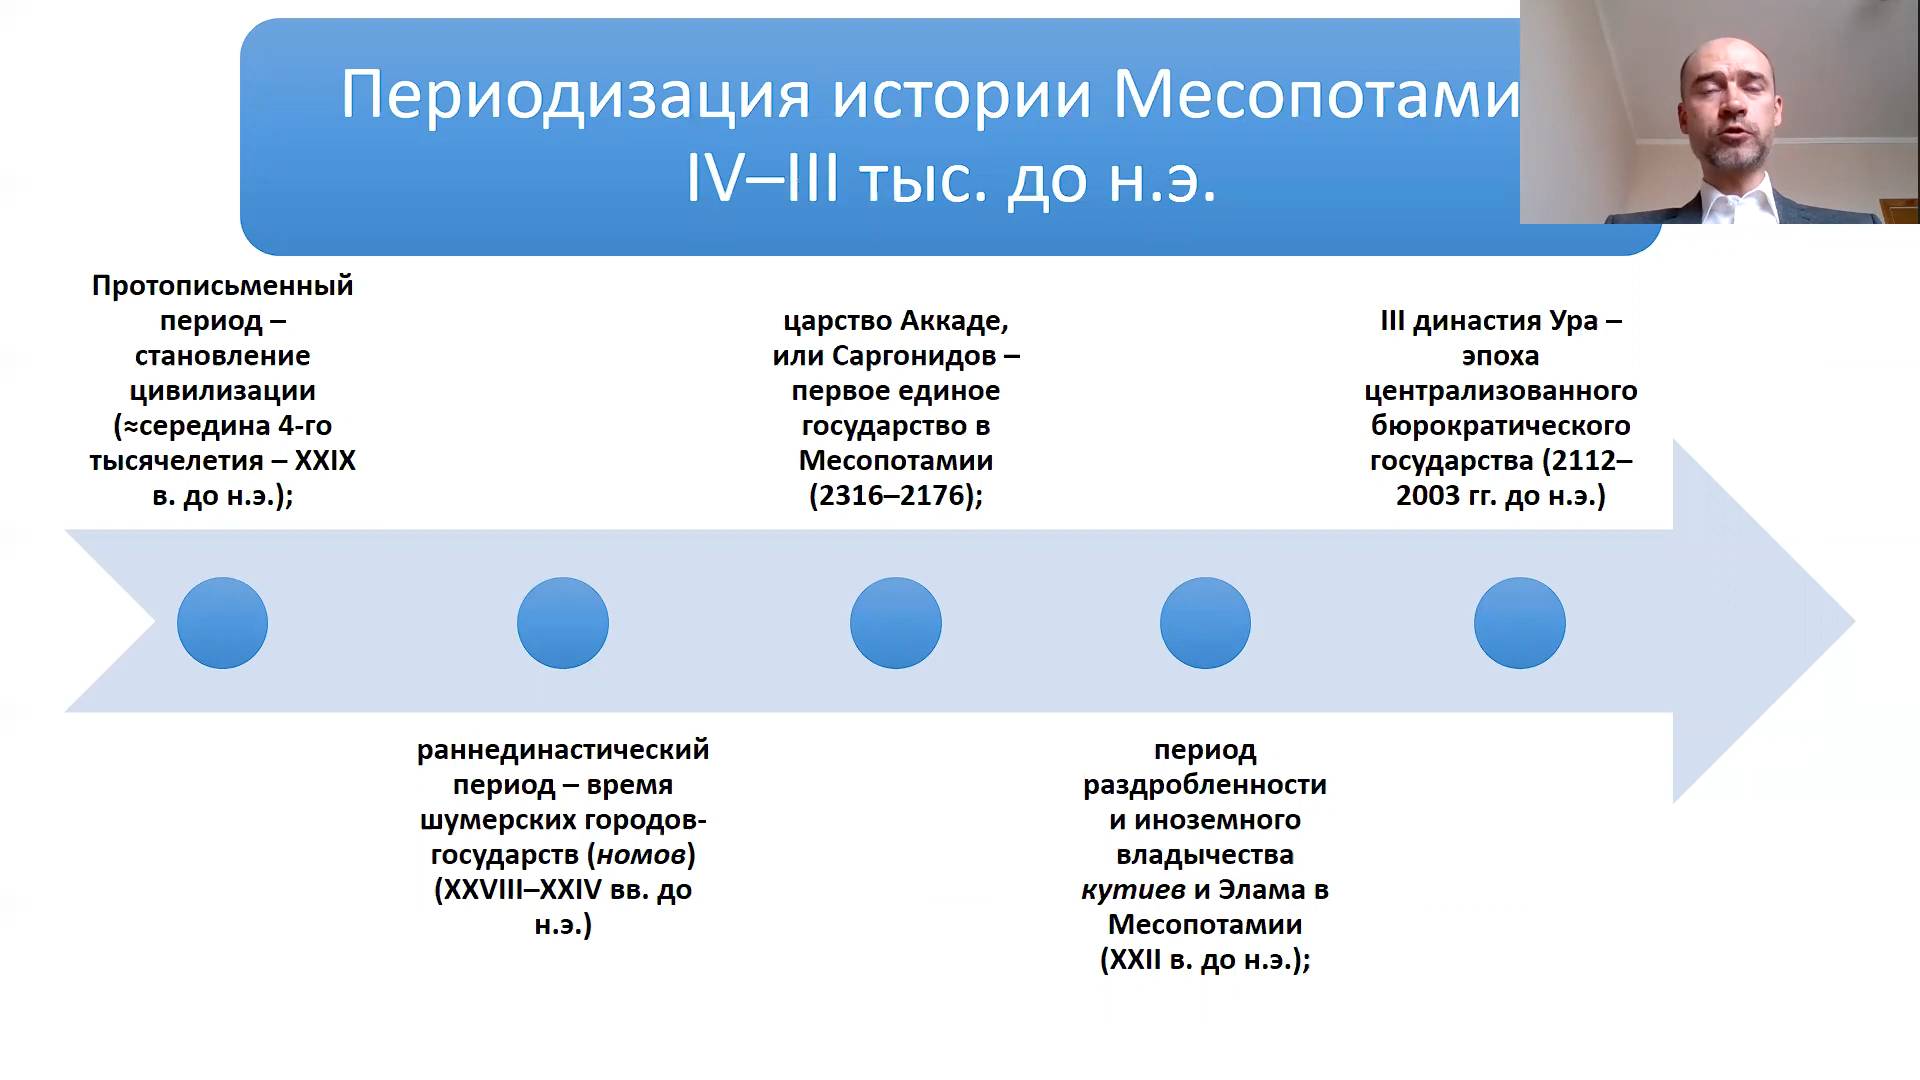 Периодизация истории Месопотами
IV–III тыс. до н.э.
Протописьменный
период –
становление
цивилизации
(≈середина 4-го
тысячелетия – XXIX
в. до н.э.);
раннединастический
период – время
шумерских городов-
государств (номов)
(XXVIII–XXIV вв. до
н.э.)
царство Аккаде,
или Саргонидов –
первое единое
государство в
Месопотамии
(2316–2176);
период
раздробленности
и иноземного
владычества
кутиев и Элама в
Месопотамии
(XXII в. до н.э.);
III династия Ура –
эпоха
централизованного
бюрократического
государства (2112–
2003 гг. до н.э.)